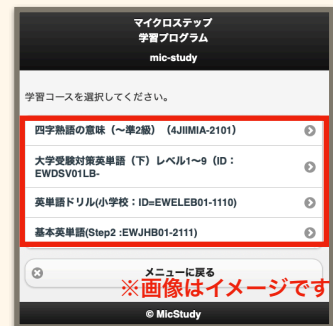 マイクロステップ
学習プログラム
mic-study
学習コースを選択してください。
四字熟語の意味（〜準2級）（4JIIMIA-2101）
大学受験対策英単語（下）レベル1〜9（ID：
EWDSV01LB-
英単語ドリル(小学校：ID=EWELEB01-1110)
基本英単語(Step2 :EWJHB01-2111)
メニューに戻る
※画像はイメージです
© MicStudy